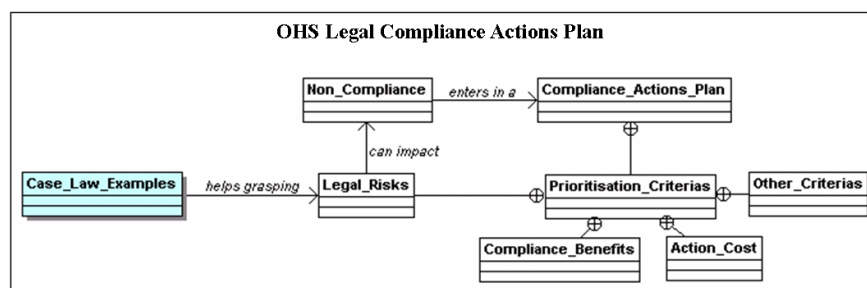 OHS Legal Compliance Actions Plan
Non_Compliance
enters in a
Compliance_Actions_Plan
can impact
Case_Law_Examples
helps grasping
Legal_Risks
Prioritisation_Criterias
Other_Criterias
Compliance_Benefits
Action_Cost